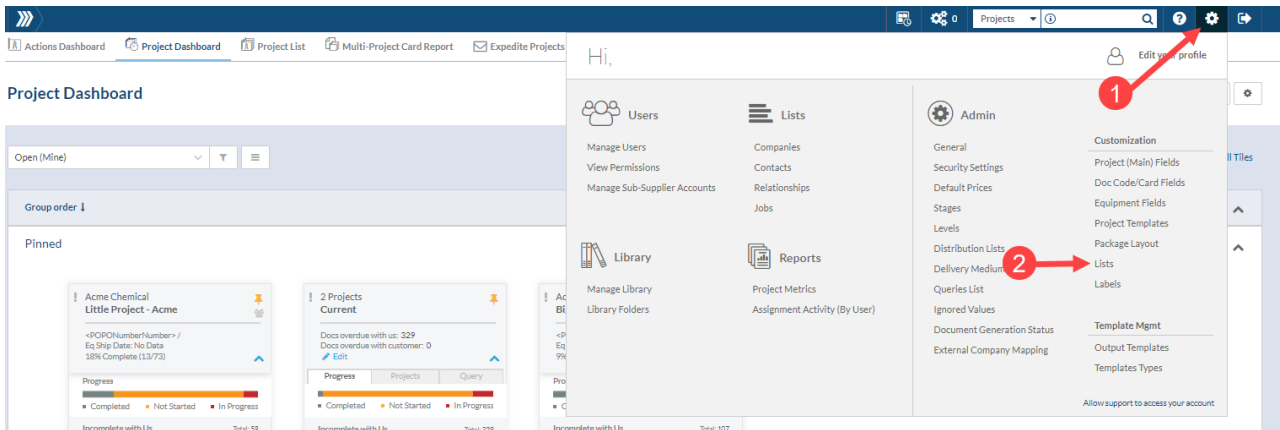 0
Projects
Actions Dashboard
Project Dashboard
Project List
Multi-Project Card Report
Expedite Projects
Hi,
Edit your profile
1
Project Dashboard
Users
Manage Users
View Permissions
Manage Sub-Supplier Accounts
Lists
Companies
Contacts
Relationships
Jobs
Library
Manage Library
Library Folders
Reports
Project Metrics
Assignment Activity (By User)
Admin
General
Security Settings
Default Prices
Stages
Levels
Distribution Lists
Delivery Medium
Queries List
Ignored Values
Document Generation Status
External Company Mapping
2
Customization
Project (Main) Fields
Doc Code/Card Fields
Equipment Fields
Project Templates
Package Layout
Lists
Labels
Template Mgmt
Output Templates
Templates Types
Allow support to access your account
Open (Mine)
Tiles
Group order
Pinned
Acme Chemical
Little Project - Acme
<POPONumberNumber> /
Eq Ship Date: No Data
18% Complete (13/73)
Progress
Completed Not Started In Progress
Incomplete with Us Total: 59
2 Projects
Current
Docs overdue with us: 329
Docs overdue with customer: 0
Edit
Progress Projects Query
Completed Not Started In Progress
Incomplete with Us Total: 329
Ac
Bi
<P
Eq
9%
Pro
C
Incomplete with Us Total: 107